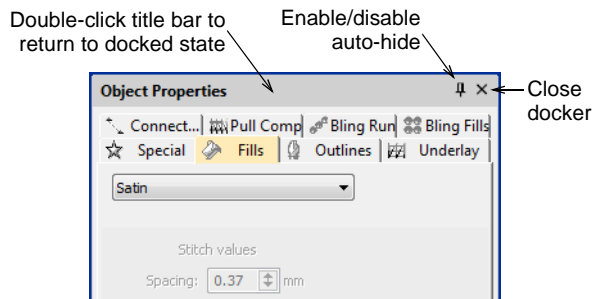 Double-click title bar to
return to docked state
Enable/disable
auto-hide
Close
docker
Object Properties
Connect... Pull Comp Bling Run Bling Fills
Special Fills Outlines Underlay
Satin
Stitch values
Spacing: 0.37 mm